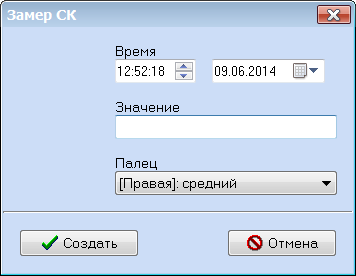 Замер СК
Время
12:52:18 09.06.2014
Значение
Палец
[Правая]: средний
Создать Отмена